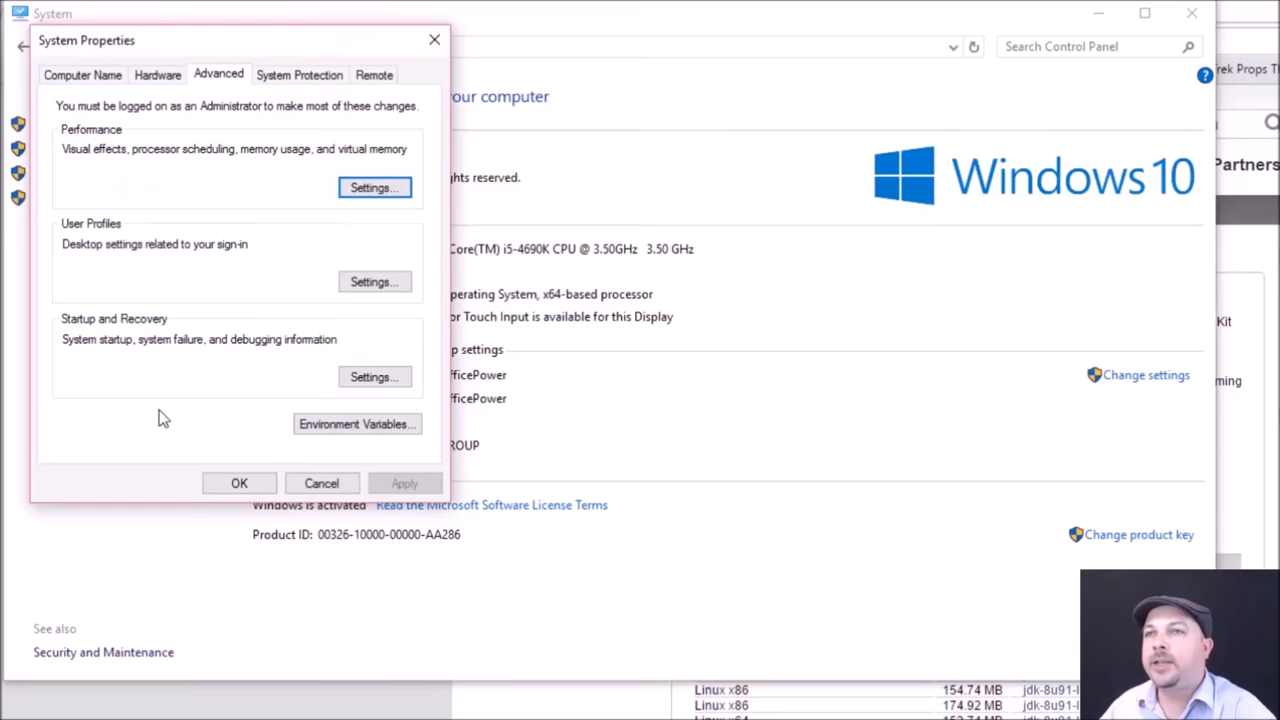 System
System Properties
Search Control Panel
Trek Props Th
Computer Name
Hardware
Advanced
System Protection
Remote
your computer
You must be logged on as an Administrator to make most of these changes.
Performance
Visual effects, processor scheduling, memory usage, and virtual memory
Settings...
ghts reserved.
Windows 10
Partners
User Profiles
Desktop settings related to your sign-in
Settings...
Core(TM) i5-4690K CPU @ 3.50GHz 3.50 GHz
perating System, x64-based processor
or Touch Input is available for this Display
Kit
Startup and Recovery
System startup, system failure, and debugging information
Settings...
p settings
fficePower
Change settings
ming
fficePower
Environment Variables...
ROUP
OK
Cancel
Apply
Windows is activated Read the Microsoft Software License Terms
Product ID: 00326-10000-00000-AA286
Change product key
See also
Security and Maintenance
Linux x86 154.74 MB jdk-8u91-l
Linux x86 174.92 MB jdk-8u91-l